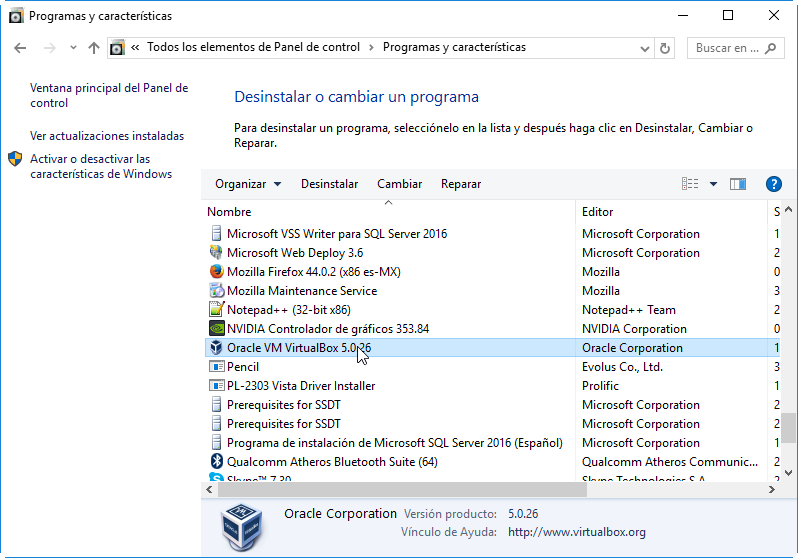 Programas y características
« Todos los elementos de Panel de control > Programas y características
Buscar en ...
Ventana principal del Panel de
control
Ver actualizaciones instaladas
Activar o desactivar las
características de Windows
Desinstalar o cambiar un programa
Para desinstalar un programa, selecciónelo en la lista y después haga clic en Desinstalar, Cambiar o
Reparar.
Organizar Desinstalar Cambiar Reparar
Nombre Editor S
Microsoft VSS Writer para SQL Server 2016 Microsoft Corporation 1
Microsoft Web Deploy 3.6 Microsoft Corporation 2
Mozilla Firefox 44.0.2 (x86 es-MX) Mozilla 0
Mozilla Maintenance Service Mozilla 3
Notepad++ (32-bit x86) Notepad++ Team 2
NVIDIA Controlador de gráficos 353.84 NVIDIA Corporation 0
Oracle VM VirtualBox 5.0.26 Oracle Corporation 1
Pencil Evolus Co., Ltd. 3
PL-2303 Vista Driver Installer Prolific 1
Prerequisites for SSDT Microsoft Corporation 2
Prerequisites for SSDT Microsoft Corporation 2
Programa de instalación de Microsoft SQL Server 2016 (Español) Microsoft Corporation 1
Qualcomm Atheros Bluetooth Suite (64) Qualcomm Atheros Communic... 2
Skype™ 7.30 Skype Technologies S.A. 2
Oracle Corporation Versión producto: 5.0.26
Vínculo de Ayuda: http://www.virtualbox.org